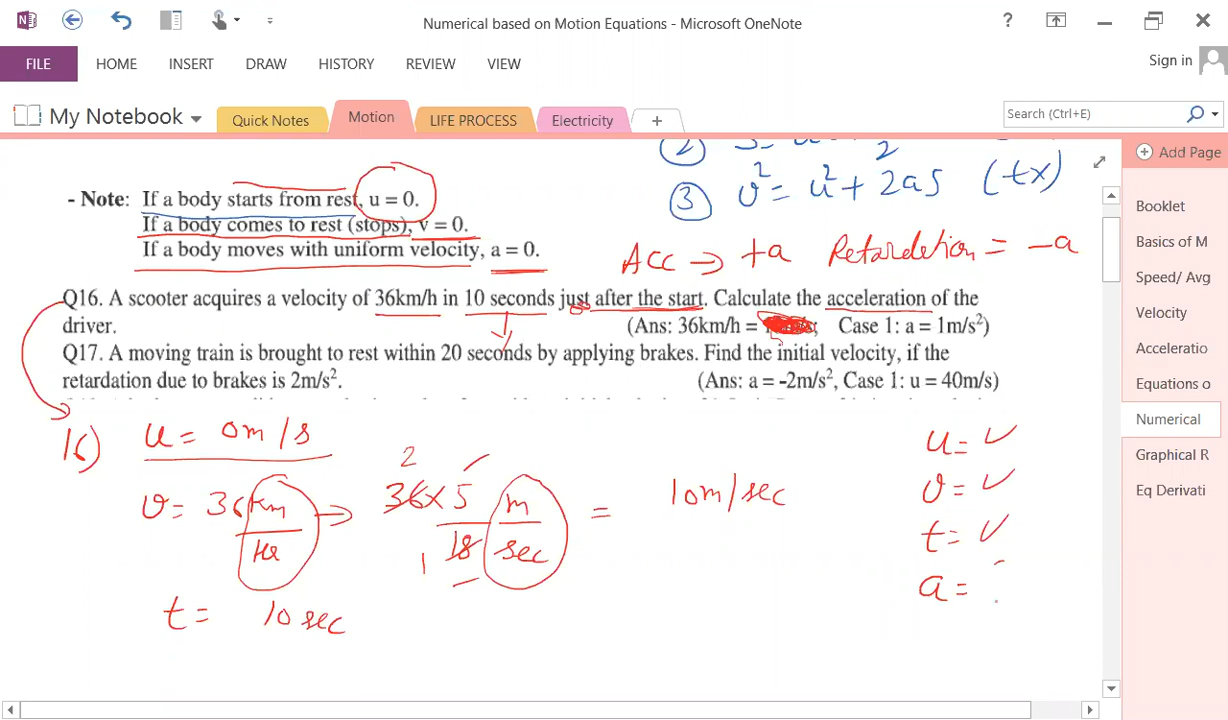 Numerical based on Motion Equations - Microsoft OneNote
?
FILE HOME INSERT DRAW HISTORY REVIEW VIEW
Sign in
My Notebook Quick Notes Motion LIFE PROCESS Electricity +
Search (Ctrl+E)
Add Page
Booklet
Basics of M
Speed/ Avg
Velocity
Acceleratio
Equations o
Numerical
Graphical R
Eq Derivati
2
③ v² = u² + 2as (tx)
- Note: If a body starts from rest, u = 0.
If a body comes to rest (stops), v = 0.
If a body moves with uniform velocity, a = 0.
Acc → +a Retardetion = -a
Q16. A scooter acquires a velocity of 36km/h in 10 seconds just after the start. Calculate the acceleration of the
driver. (Ans: 36km/h = Case 1: a = 1m/s²)
Q17. A moving train is brought to rest within 20 seconds by applying brakes. Find the initial velocity, if the
retardation due to brakes is 2m/s². (Ans: a = -2m/s², Case 1: u = 40m/s)
16) u = 0m/s
v = 36 km/Hr → 36 x 5/18 m/sec = 10m/sec
2
1
t = 10 sec
u = ✓
v = ✓
t = ✓
a =